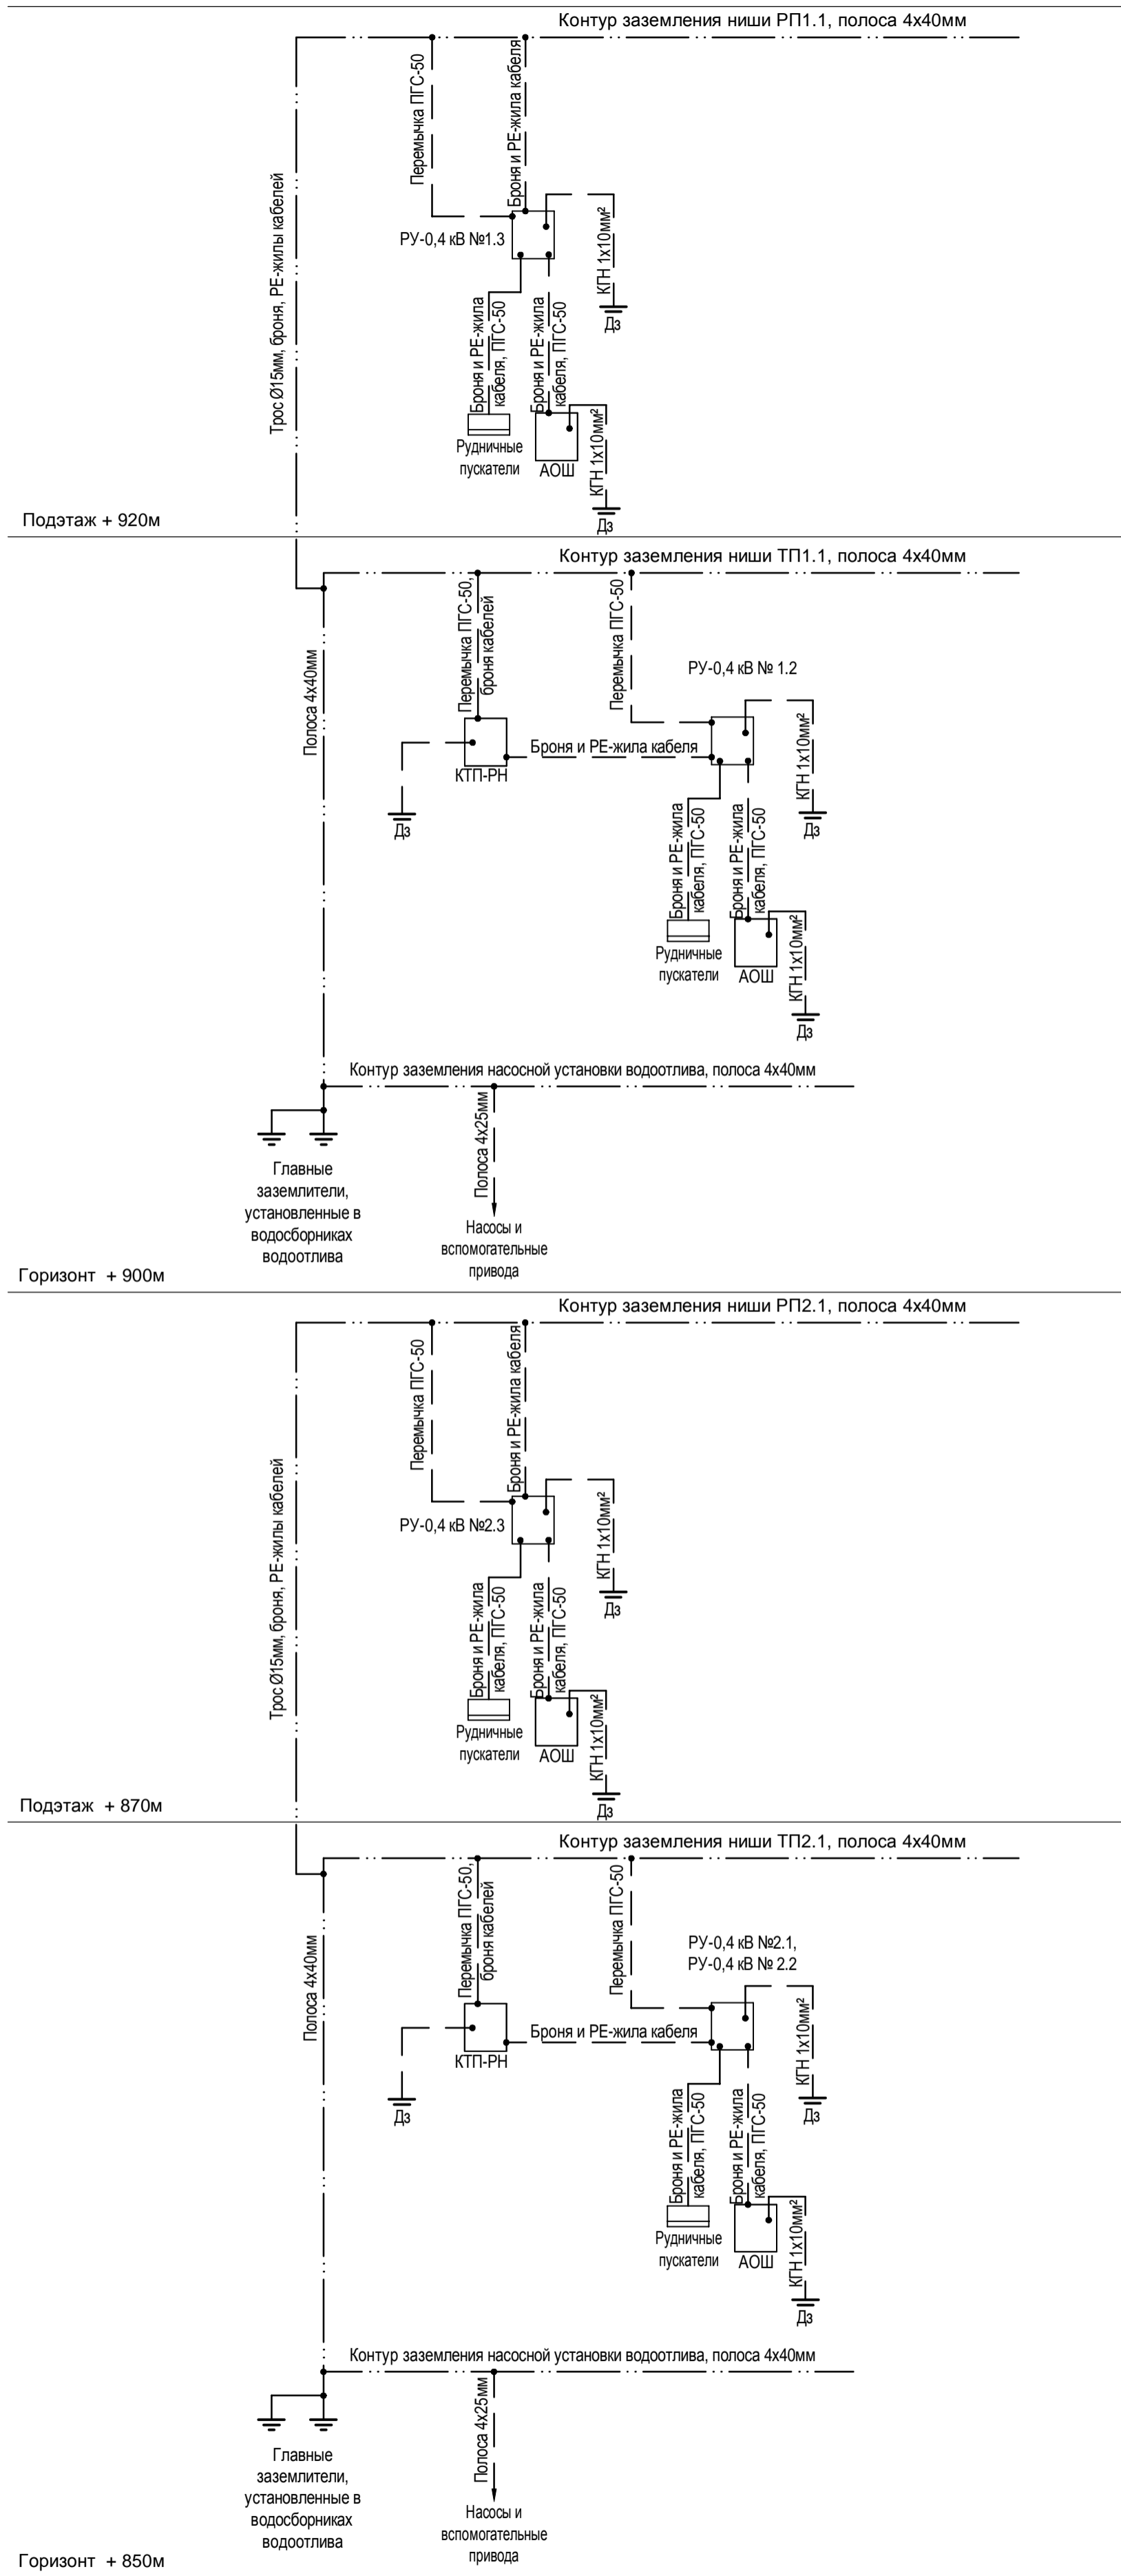 Контур заземления ниши РП1.1, полоса 4х40мм
Трос Ø15мм, броня, РЕ-жилы кабелей
Перемычка ПГС-50
Броня и РЕ-жила кабеля
РУ-0,4 кВ №1.3
КГН 1х10мм²
Дз
Броня и РЕ-жила
кабеля, ПГС-50
Броня и РЕ-жила
кабеля, ПГС-50
Рудничные
пускатели
АОШ
КГН 1х10мм²
Дз
Подэтаж + 920м
Контур заземления ниши ТП1.1, полоса 4х40мм
Полоса 4х40мм
Перемычка ПГС-50,
броня кабелей
Перемычка ПГС-50
РУ-0,4 кВ № 1.2
КТП-РН
Броня и РЕ-жила кабеля
Дз
КГН 1х10мм²
Дз
Броня и РЕ-жила
кабеля, ПГС-50
Броня и РЕ-жила
кабеля, ПГС-50
Рудничные
пускатели
АОШ
КГН 1х10мм²
Дз
Контур заземления насосной установки водоотлива, полоса 4х40мм
Полоса 4х25мм
Главные
заземлители,
установленные в
водосборниках
водоотлива
Насосы и
вспомогательные
привода
Горизонт + 900м
Контур заземления ниши РП2.1, полоса 4х40мм
Трос Ø15мм, броня, РЕ-жилы кабелей
Перемычка ПГС-50
Броня и РЕ-жила кабеля
РУ-0,4 кВ №2.3
КГН 1х10мм²
Дз
Броня и РЕ-жила
кабеля, ПГС-50
Броня и РЕ-жила
кабеля, ПГС-50
Рудничные
пускатели
АОШ
КГН 1х10мм²
Дз
Подэтаж + 870м
Контур заземления ниши ТП2.1, полоса 4х40мм
Полоса 4х40мм
Перемычка ПГС-50,
броня кабелей
Перемычка ПГС-50
РУ-0,4 кВ №2.1,
РУ-0,4 кВ № 2.2
КТП-РН
Броня и РЕ-жила кабеля
Дз
КГН 1х10мм²
Дз
Броня и РЕ-жила
кабеля, ПГС-50
Броня и РЕ-жила
кабеля, ПГС-50
Рудничные
пускатели
АОШ
КГН 1х10мм²
Дз
Контур заземления насосной установки водоотлива, полоса 4х40мм
Полоса 4х25мм
Главные
заземлители,
установленные в
водосборниках
водоотлива
Насосы и
вспомогательные
привода
Горизонт + 850м